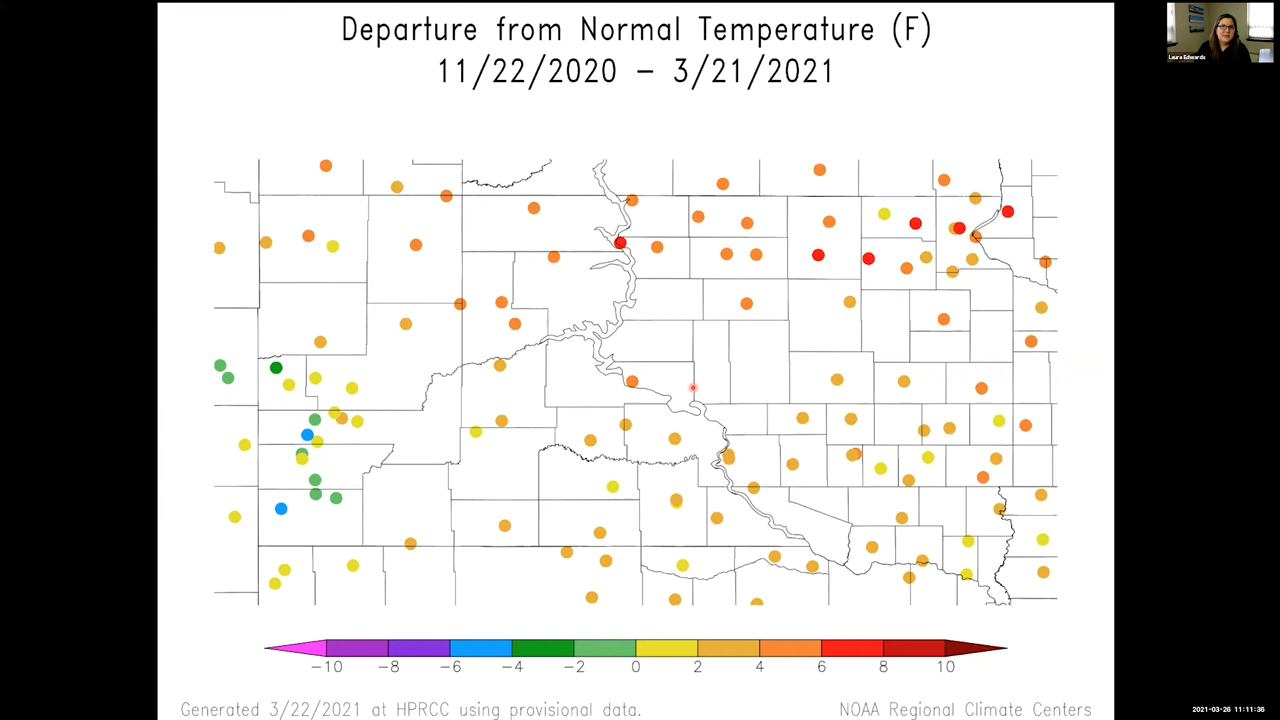 Departure from Normal Temperature (F)
11/22/2020 – 3/21/2021
Laura Edwards
-10 -8 -6 -4 -2 0 2 4 6 8 10
Generated 3/22/2021 at HPRCC using provisional data.
NOAA Regional Climate Centers
2021-03-26 11:11:36